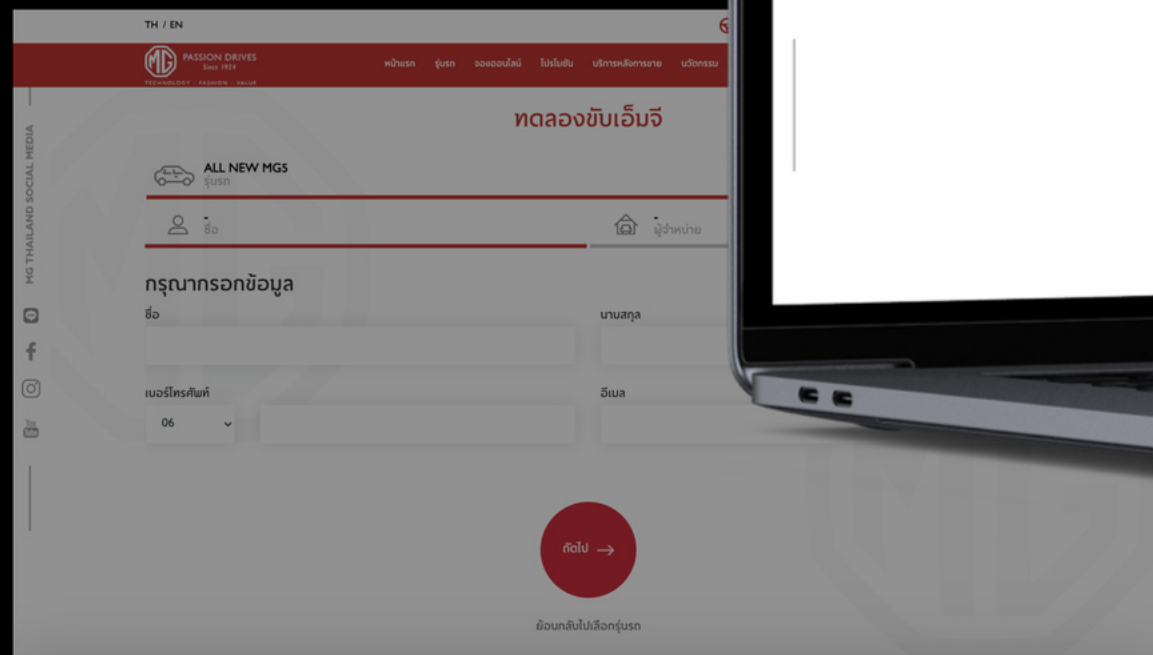 TH / EN
MG
PASSION DRIVES
Since 1924
TECHNOLOGY · FASHION · VALUE
หน้าแรก รุ่นรถ จองออนไลน์ โปรโมชัน บริการหลังการขาย นวัตกรรม
ทดลองขับเอ็มจี
ALL NEW MG5
รุ่นรถ
-
ชื่อ
-
ผู้จำหน่าย
MG THAILAND SOCIAL MEDIA
กรุณากรอกข้อมูล
ชื่อ นามสกุล
เบอร์โทรศัพท์ อีเมล
06
ถัดไป →
ย้อนกลับไปเลือกรุ่นรถ